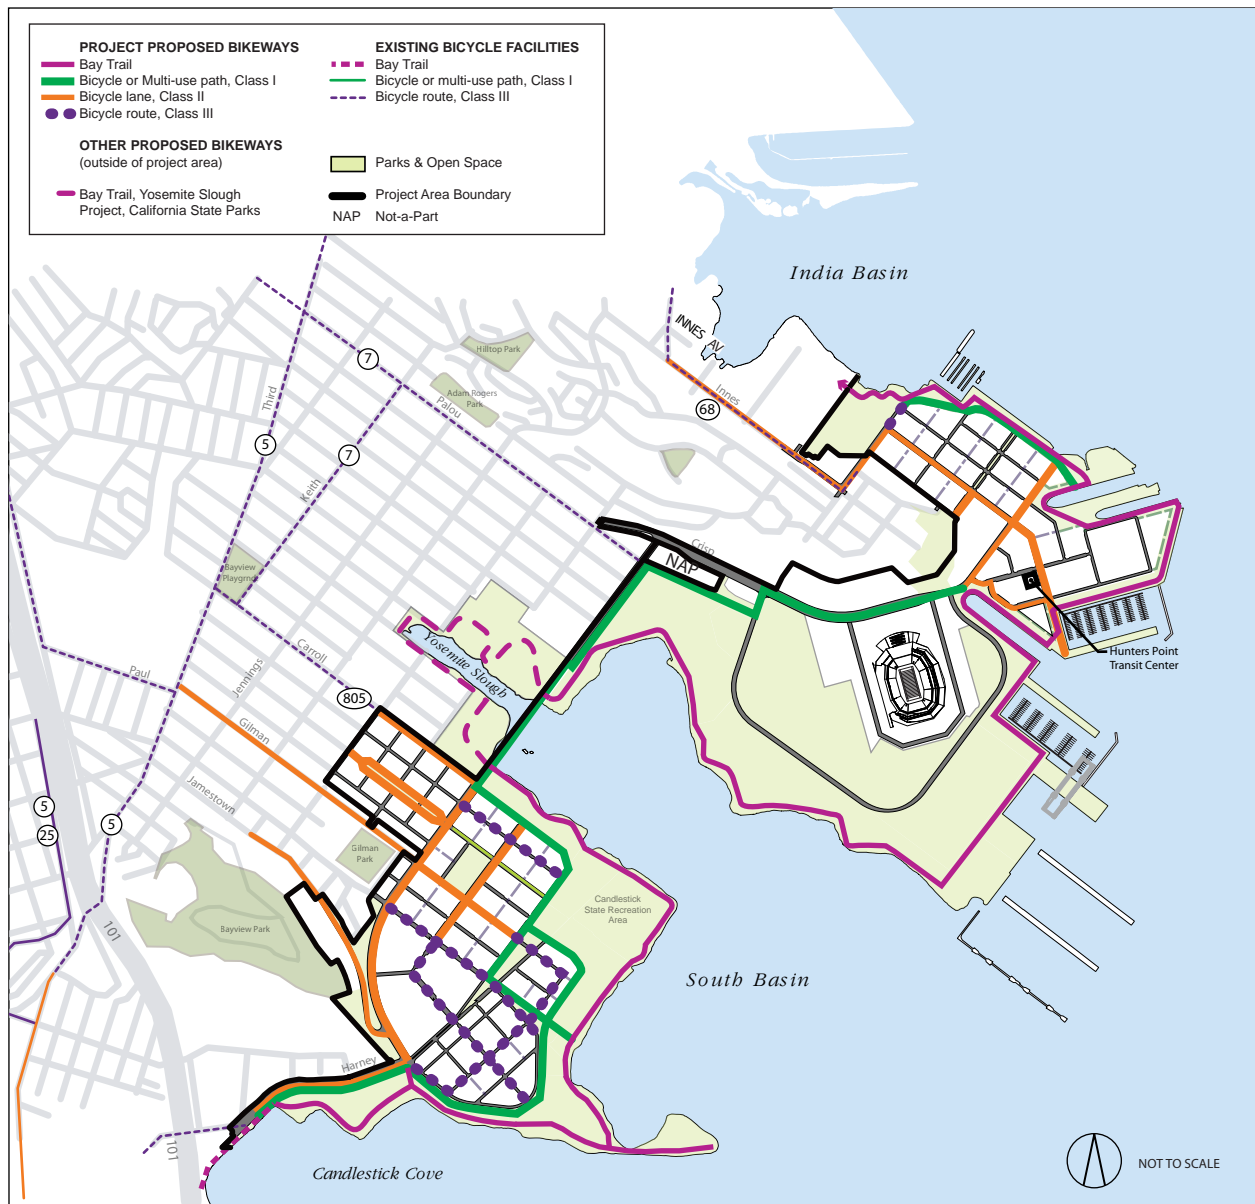 PROJECT PROPOSED BIKEWAYS
Bay Trail
Bicycle or Multi-use path, Class I
Bicycle lane, Class II
Bicycle route, Class III
OTHER PROPOSED BIKEWAYS
(outside of project area)
Bay Trail, Yosemite Slough
Project, California State Parks
EXISTING BICYCLE FACILITIES
Bay Trail
Bicycle or multi-use path, Class I
Bicycle route, Class III
Parks & Open Space
Project Area Boundary
NAP Not-a-Part
India Basin
INNES AV
Hilltop Park
7
Adam Rogers
Park
Innes
Third
Palou
68
5
7
Keith
Crisp
NAP
Bayview
Playgrnd
Yosemite Slough
Carroll
Hunters Point
Transit Center
Paul
Jennings
805
Gilman
Jamestown
5
25
5
Gilman
Park
Candlestick
State Recreation
Area
Bayview Park
101
South Basin
Harney
101
Candlestick Cove
NOT TO SCALE